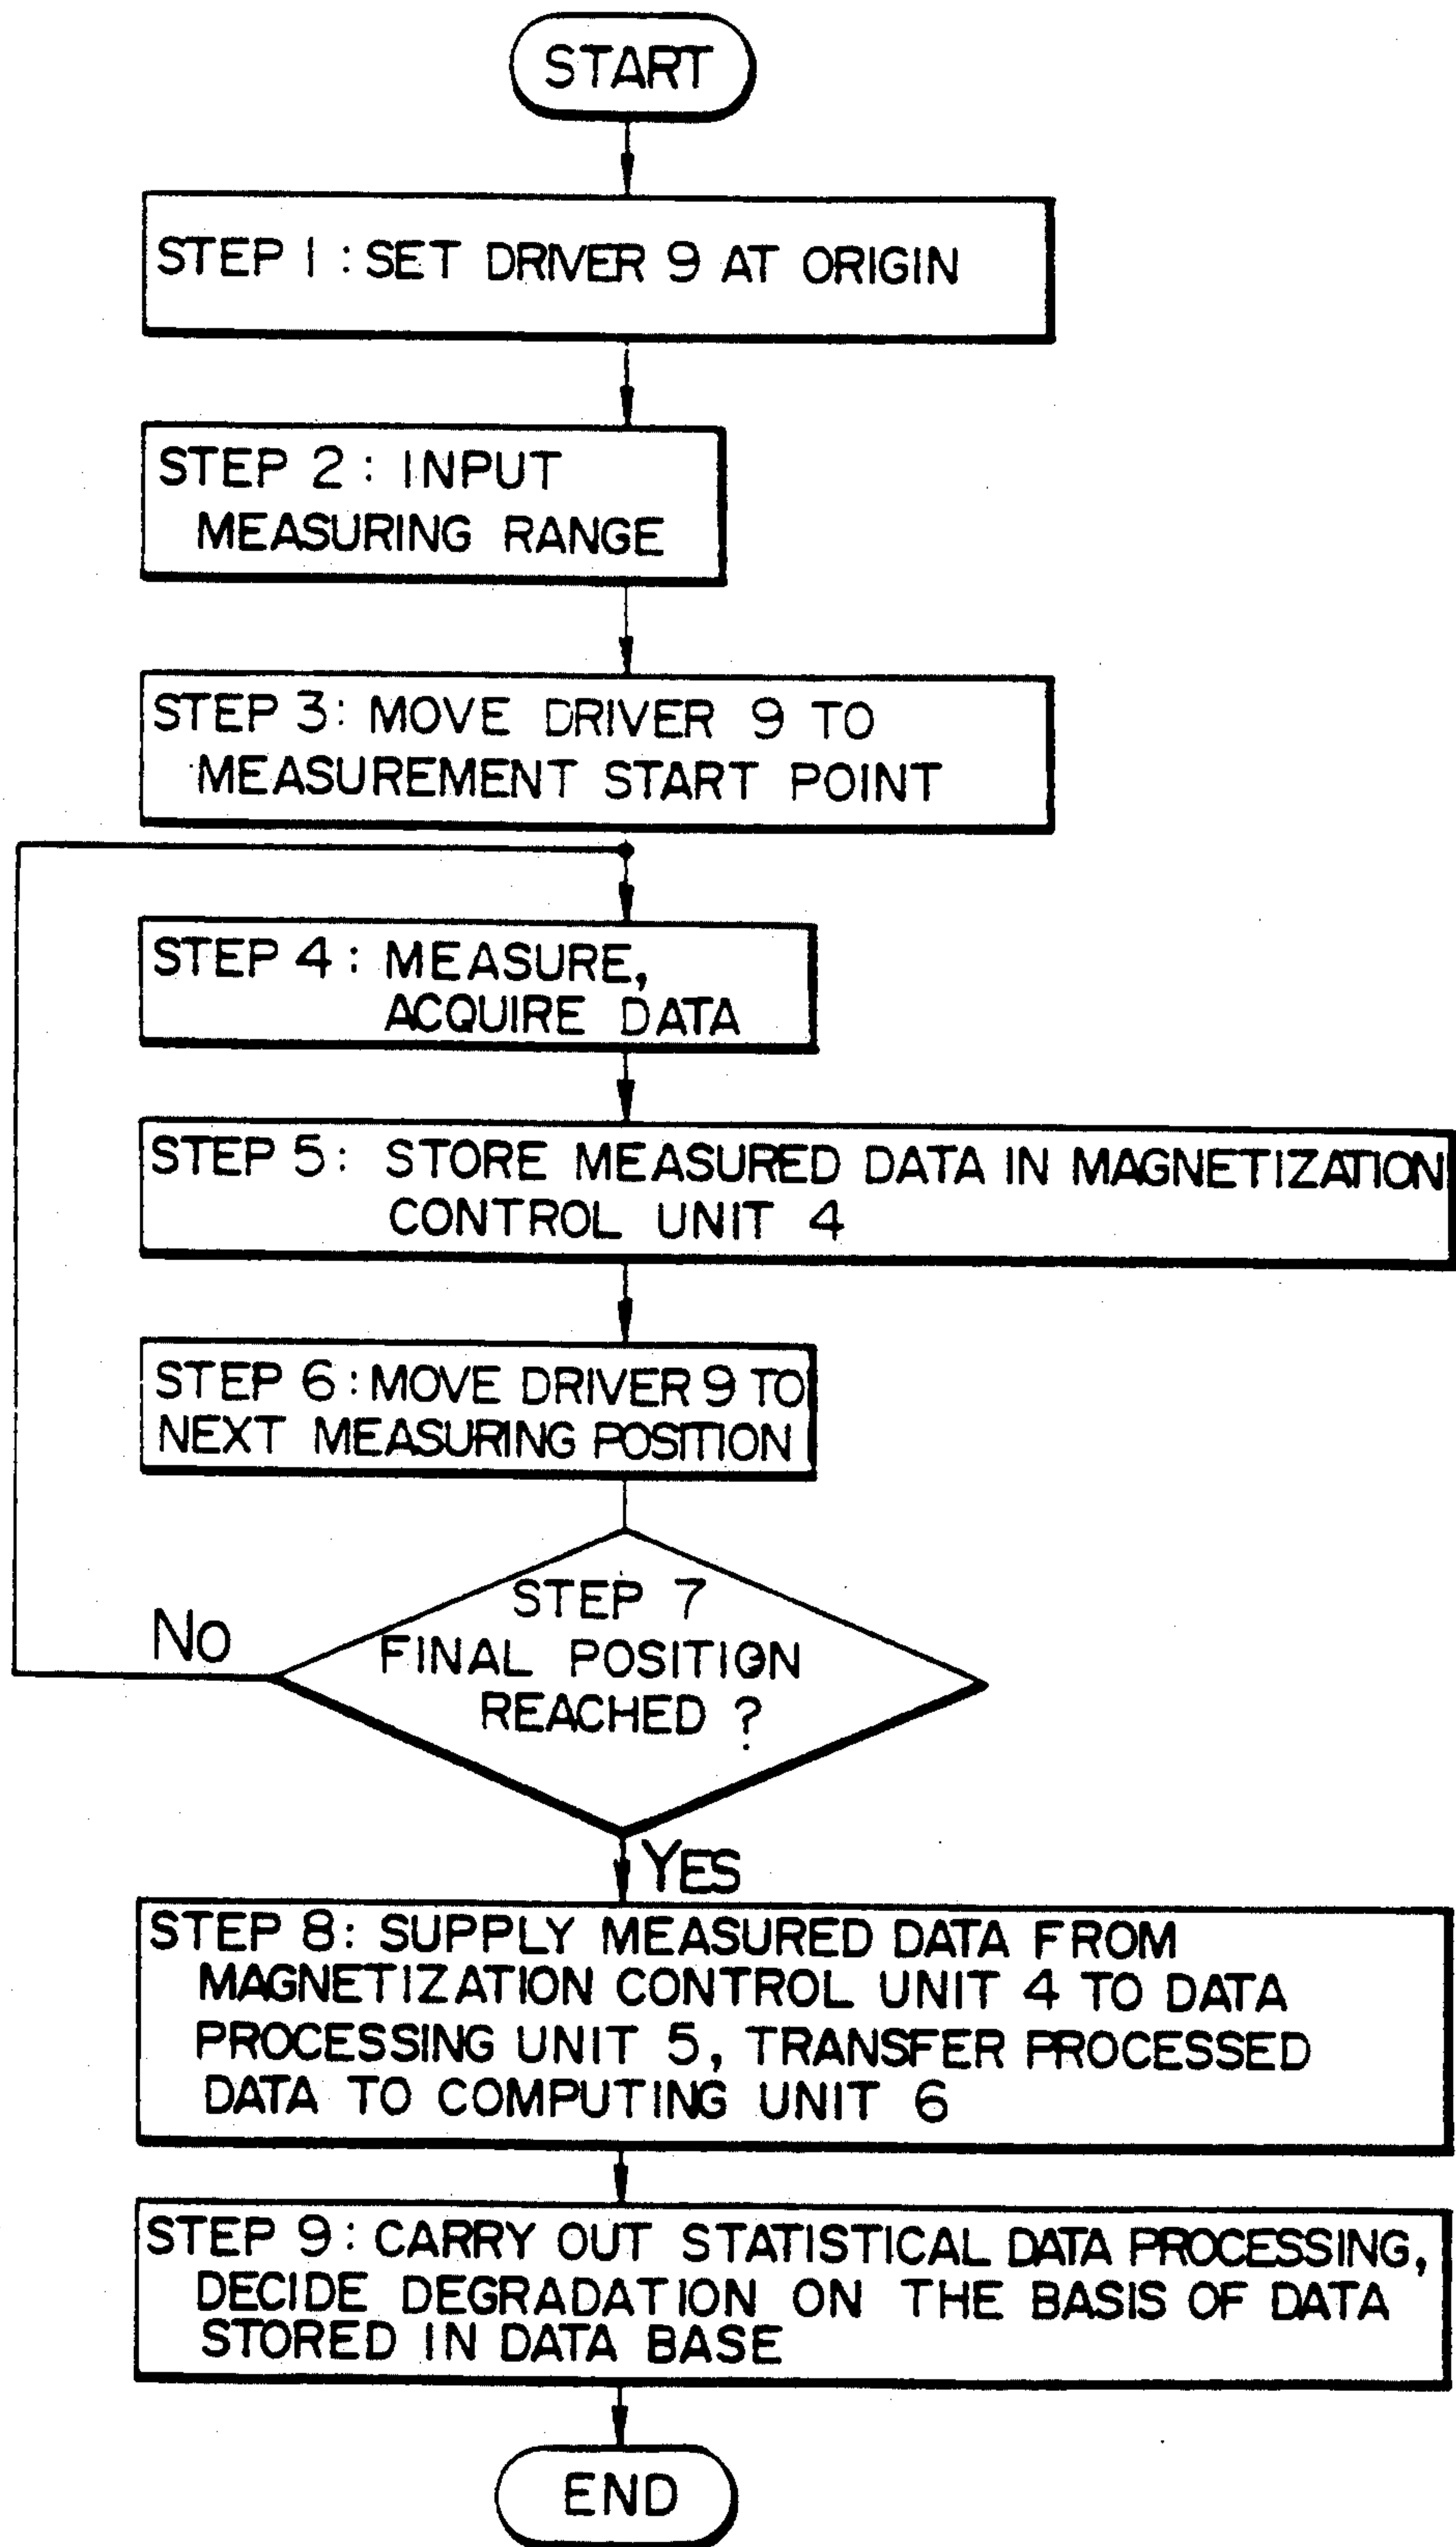 START
STEP 1 : SET DRIVER 9 AT ORIGIN
STEP 2 : INPUT
MEASURING RANGE
STEP 3: MOVE DRIVER 9 TO
MEASUREMENT START POINT
STEP 4 : MEASURE,
ACQUIRE DATA
STEP 5: STORE MEASURED DATA IN MAGNETIZATION
CONTROL UNIT 4
STEP 6 : MOVE DRIVER 9 TO
NEXT MEASURING POSITION
STEP 7
FINAL POSITION
REACHED ?
NO
YES
STEP 8: SUPPLY MEASURED DATA FROM
MAGNETIZATION CONTROL UNIT 4 TO DATA
PROCESSING UNIT 5, TRANSFER PROCESSED
DATA TO COMPUTING UNIT 6
STEP 9 : CARRY OUT STATISTICAL DATA PROCESSING,
DECIDE DEGRADATION ON THE BASIS OF DATA
STORED IN DATA BASE
END